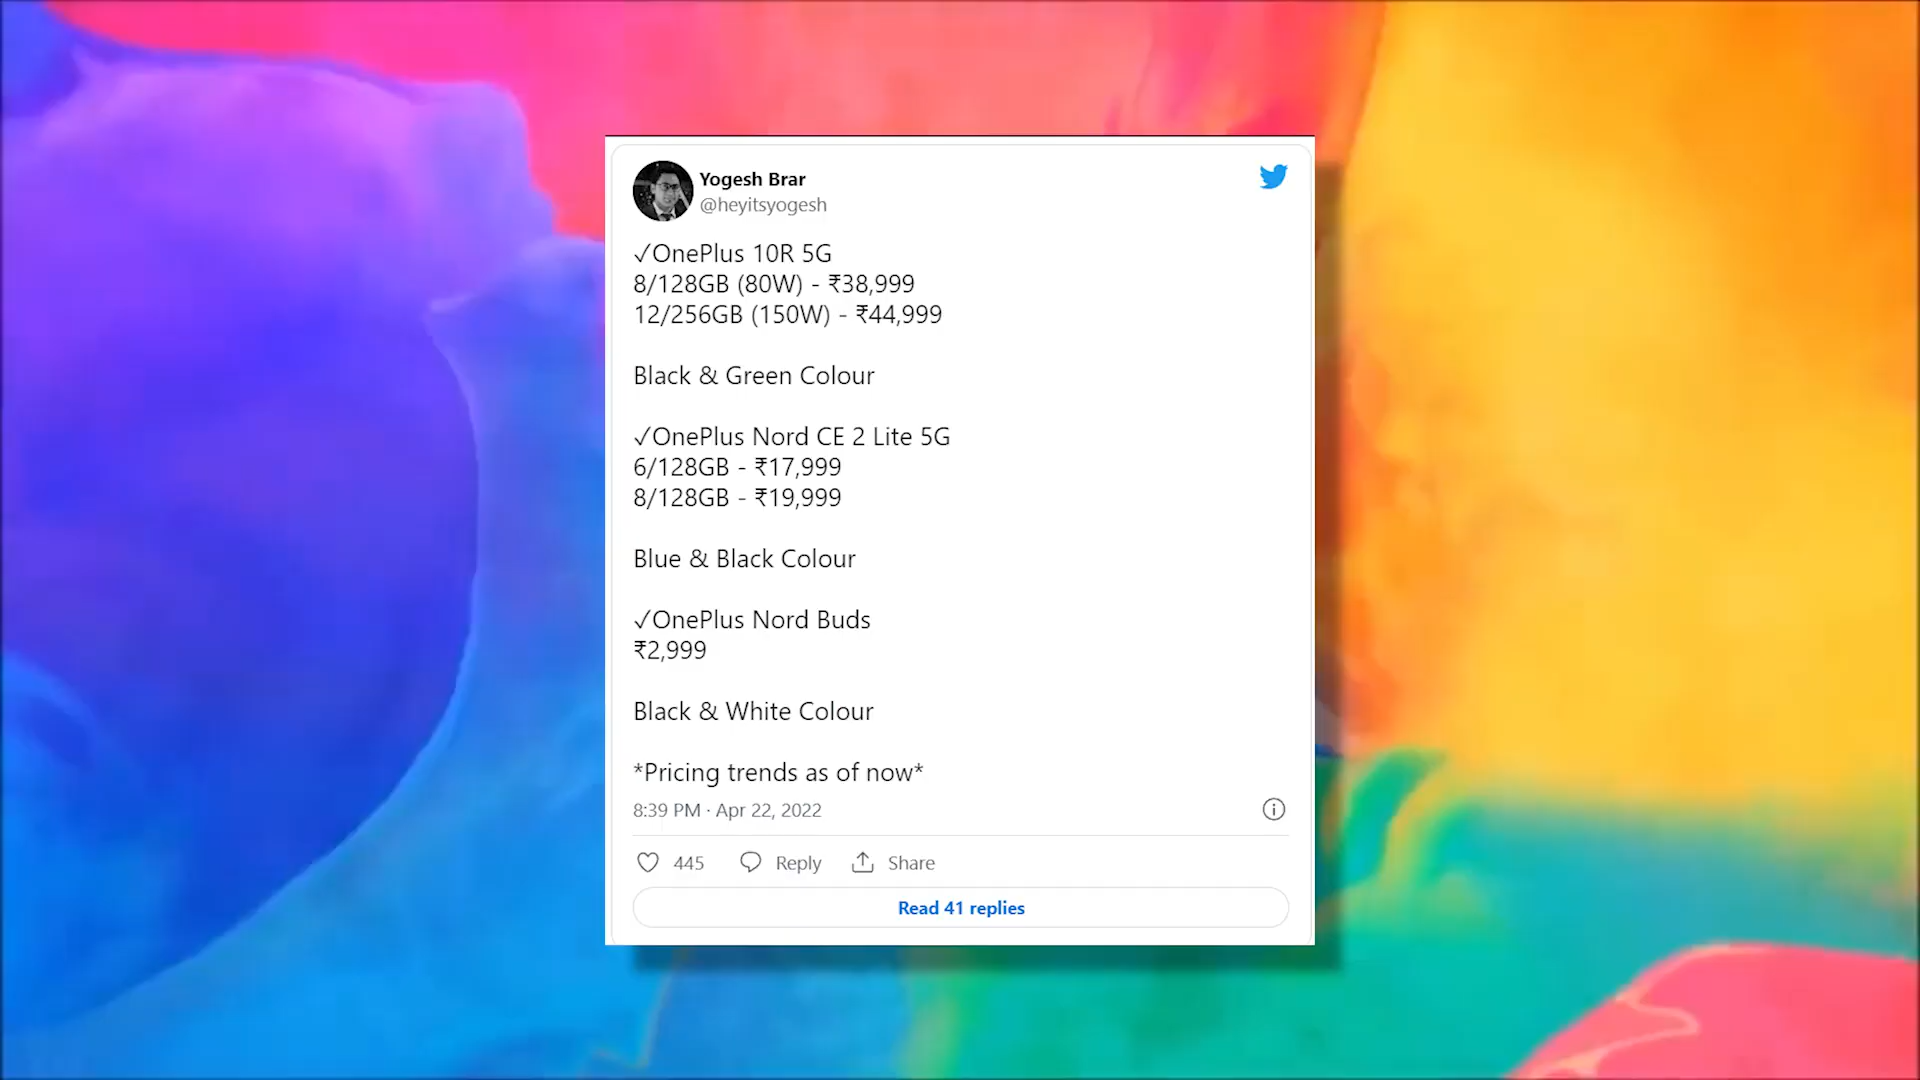 Yogesh Brar
@heyitsyogesh
✓OnePlus 10R 5G
8/128GB (80W) - ₹38,999
12/256GB (150W) - ₹44,999
Black & Green Colour
✓OnePlus Nord CE 2 Lite 5G
6/128GB - ₹17,999
8/128GB - ₹19,999
Blue & Black Colour
✓OnePlus Nord Buds
₹2,999
Black & White Colour
*Pricing trends as of now*
8:39 PM · Apr 22, 2022
445 Reply Share
Read 41 replies